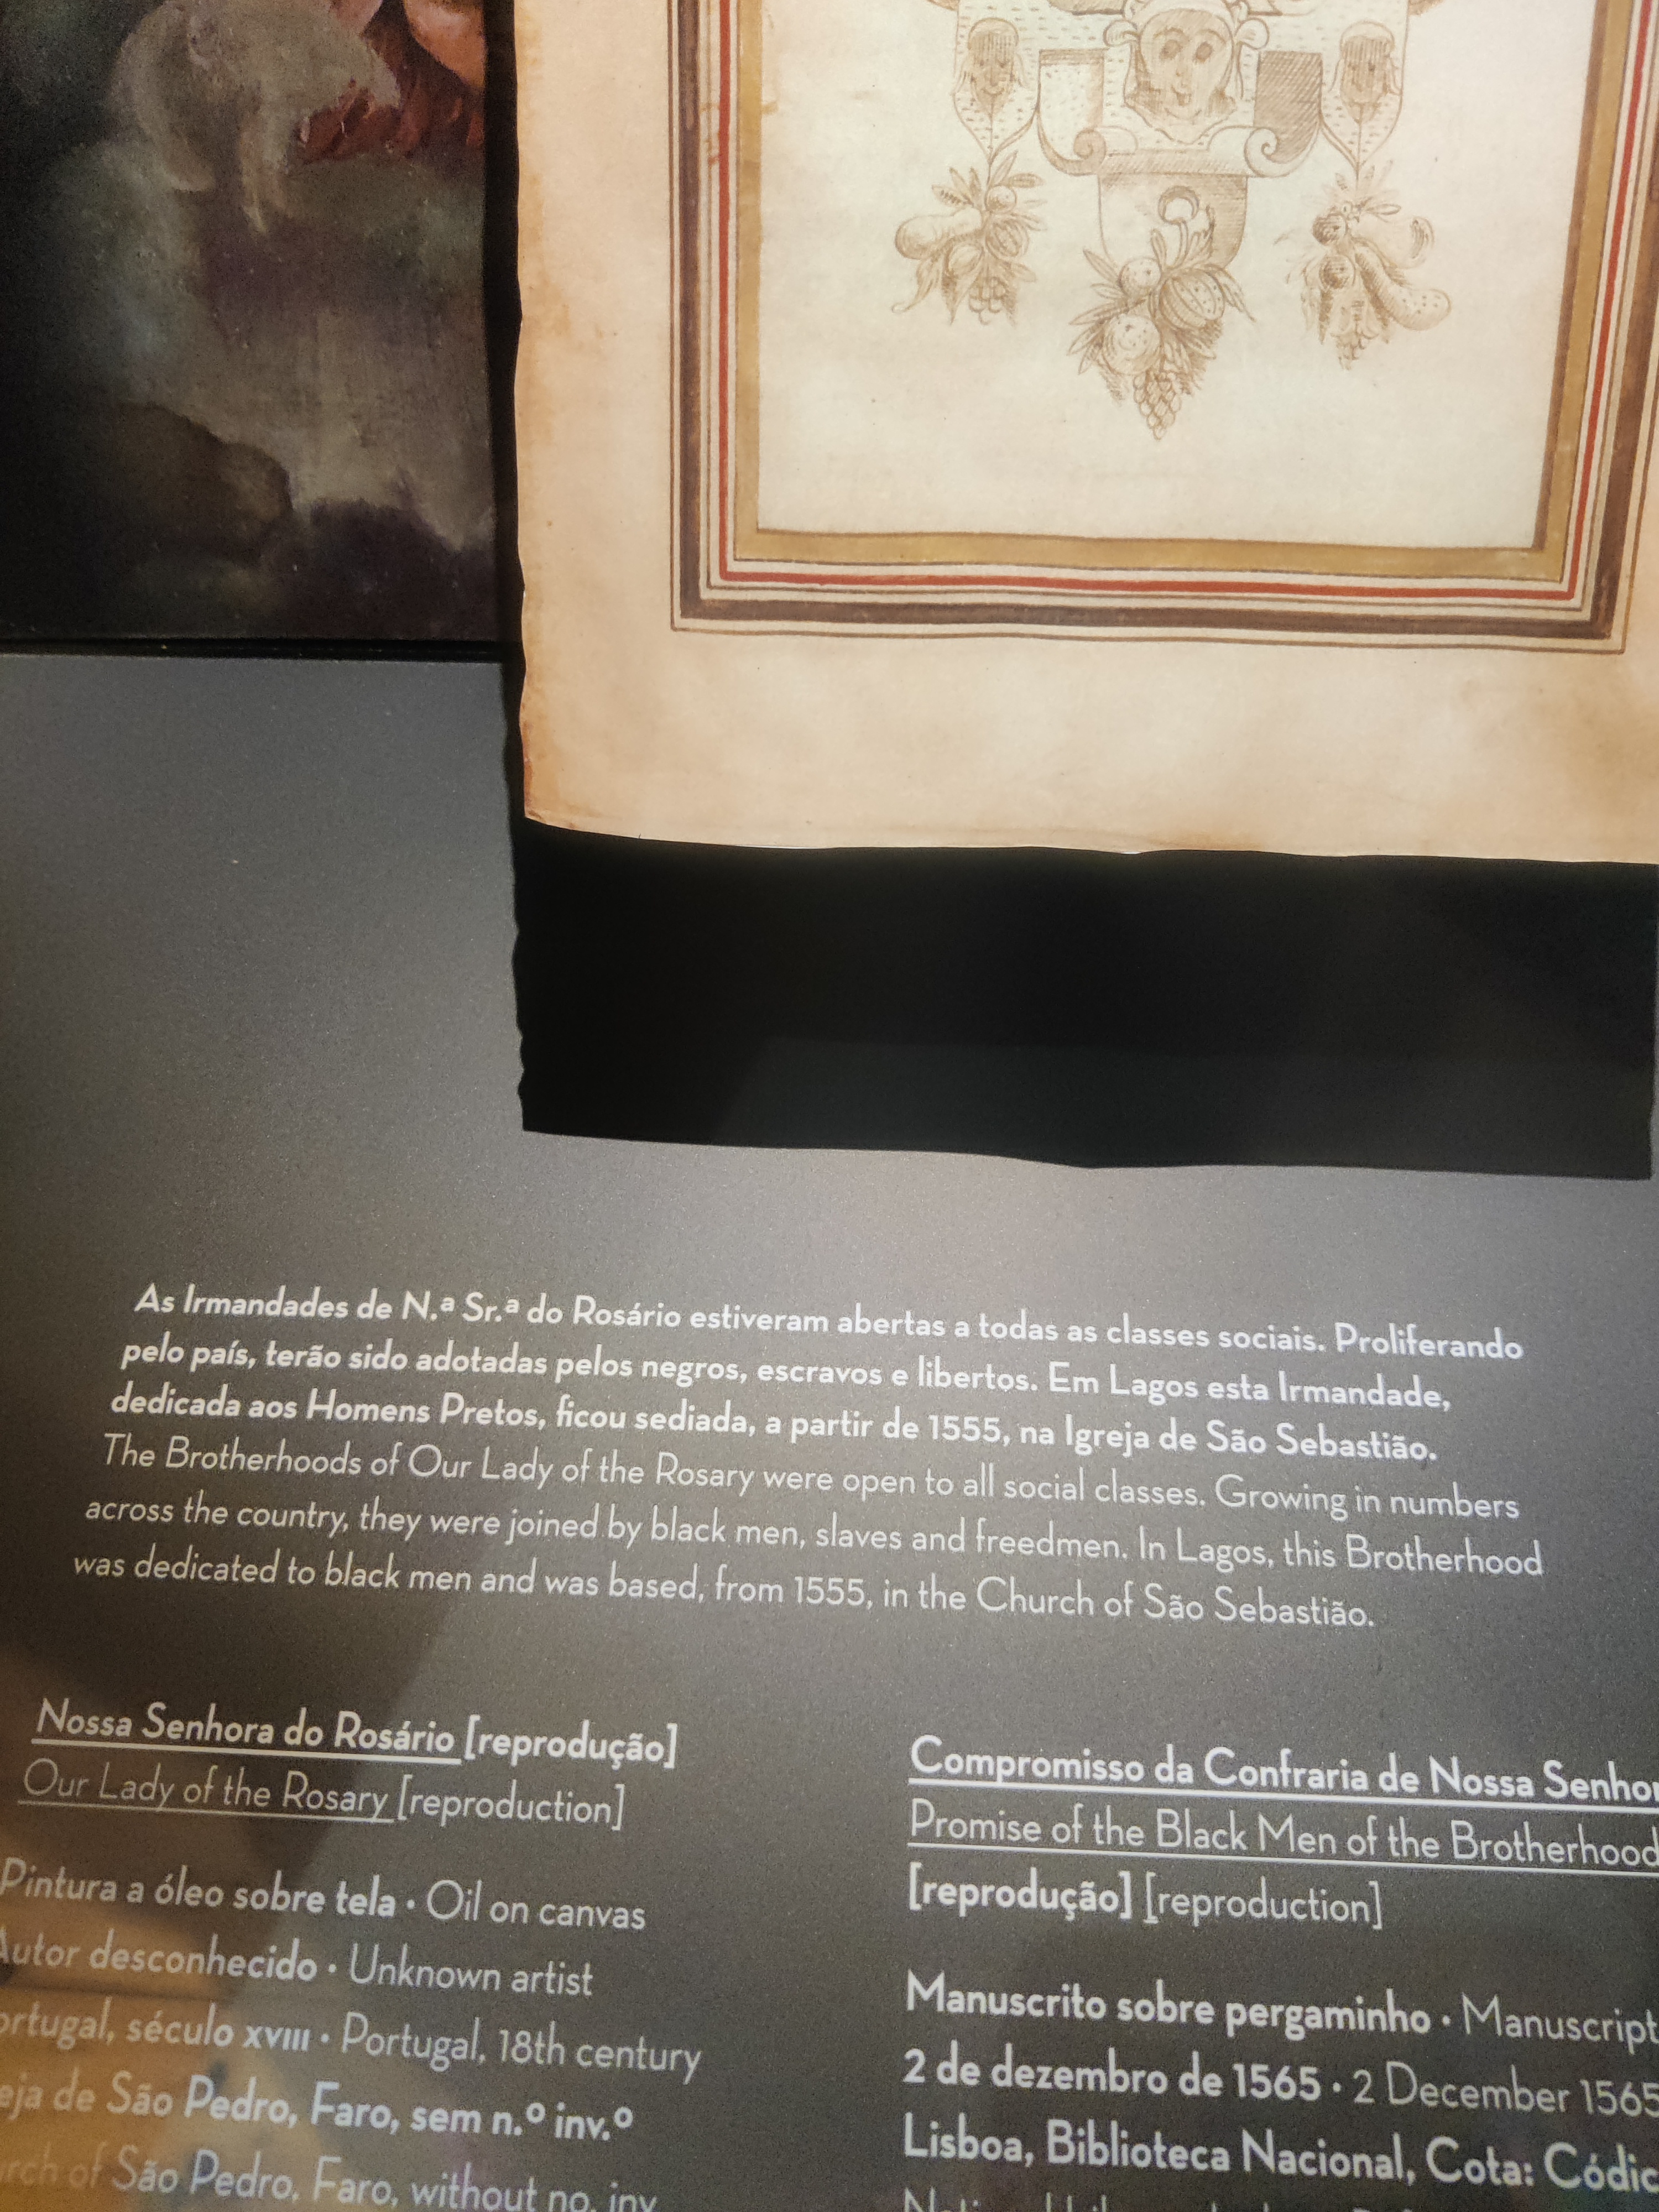 As Irmandades de N.ª Sr.ª do Rosário estiveram abertas a todas as classes sociais. Proliferando
pelo país, terão sido adotadas pelos negros, escravos e libertos. Em Lagos esta Irmandade,
dedicada aos Homens Pretos, ficou sediada, a partir de 1555, na Igreja de São Sebastião.
The Brotherhoods of Our Lady of the Rosary were open to all social classes. Growing in numbers
across the country, they were joined by black men, slaves and freedmen. In Lagos, this Brotherhood
was dedicated to black men and was based, from 1555, in the Church of São Sebastião.
Nossa Senhora do Rosário [reprodução]
Our Lady of the Rosary [reproduction]
Pintura a óleo sobre tela • Oil on canvas
Autor desconhecido • Unknown artist
ortugal, século XVIII • Portugal, 18th century
eja de São Pedro, Faro, sem n.º inv.º
rch of São Pedro, Faro, without no. inv.
Compromisso da Confraria de Nossa Senhor
Promise of the Black Men of the Brotherhood
[reprodução] [reproduction]
Manuscrito sobre pergaminho • Manuscript
2 de dezembro de 1565 • 2 December 1565
Lisboa, Biblioteca Nacional, Cota: Códic